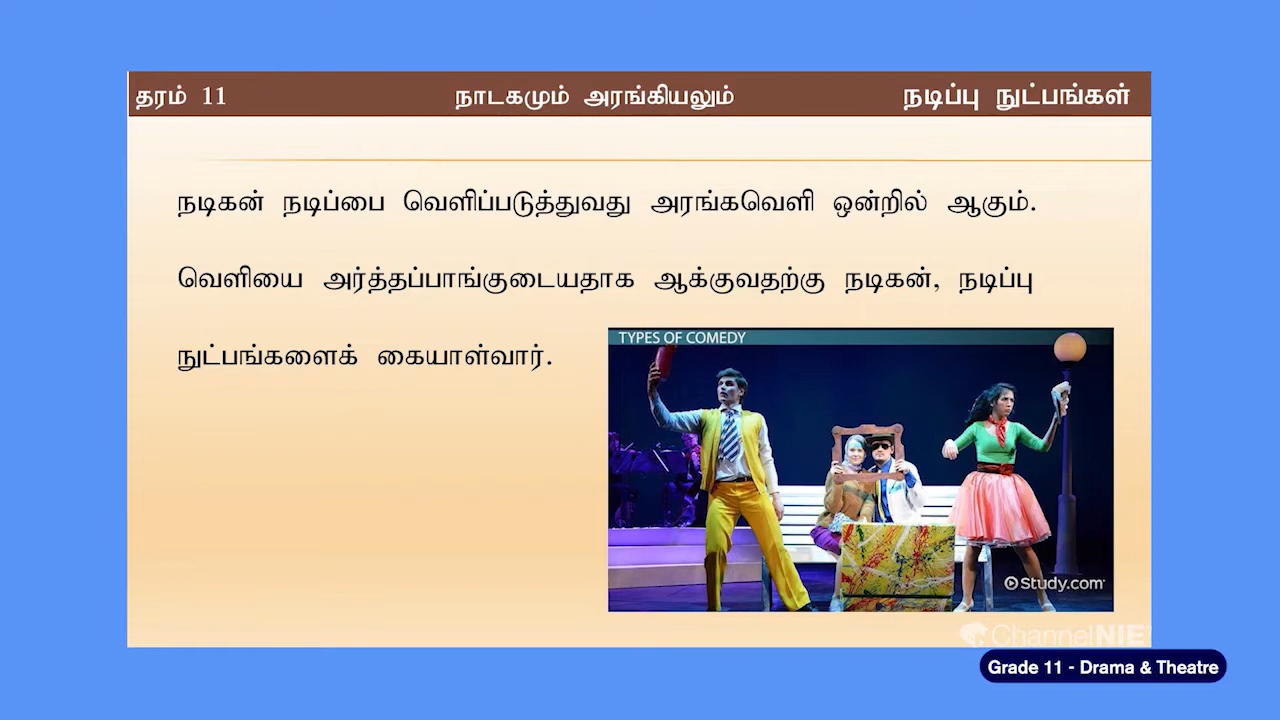 தரம் 11 நாடகமும் அரங்கியலும் நடிப்பு நுட்பங்கள்
நடிகன் நடிப்பை வெளிப்படுத்துவது அரங்கவெளி ஒன்றில் ஆகும்.
வெளியை அர்த்தப்பாங்குடையதாக ஆக்குவதற்கு நடிகன், நடிப்பு
நுட்பங்களைக் கையாள்வார்.
TYPES OF COMEDY
Study.com
ChannelNIE
Grade 11 - Drama & Theatre